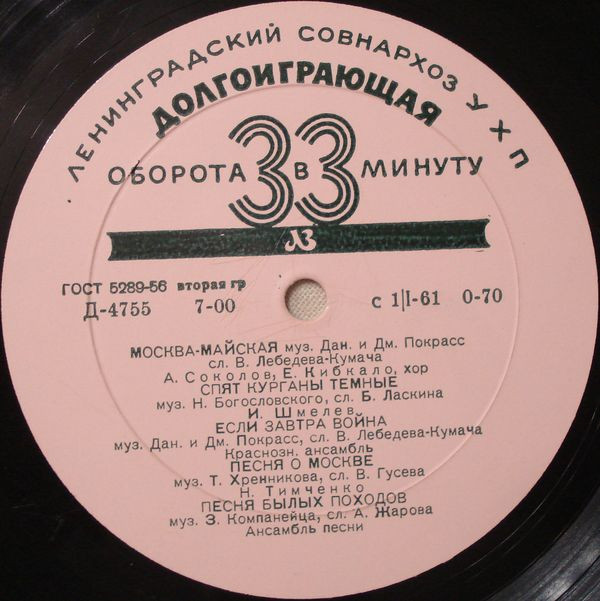 ЛЕНИНГРАДСКИЙ СОВНАРХОЗ УХП
ДОЛГОИГРАЮЩАЯ
ОБОРОТА 33 В МИНУТУ
ЛЗ
ГОСТ 5289-56 вторая гр
Д-4755 7-00 с 1|I-61 0-70
МОСКВА-МАЙСКАЯ муз. Дан. и Дм. Покрасс
сл. В. Лебедева-Кумача
А. Соколов, Е. Кибкало, хор
СПЯТ КУРГАНЫ ТЕМНЫЕ
муз. Н. Богословского, сл. Б. Ласкина
И. Шмелев
ЕСЛИ ЗАВТРА ВОЙНА
муз. Дан. и Дм. Покрасс, сл. В. Лебедева-Кумача
Краснозн. ансамбль
ПЕСНЯ О МОСКВЕ
муз. Т. Хренникова, сл. В. Гусева
Н. Тимченко
ПЕСНЯ БЫЛЫХ ПОХОДОВ
муз. З. Компанейца, сл. А. Жарова
Ансамбль песни